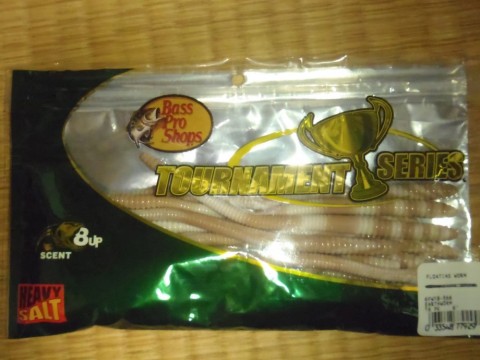 Bass
Pro
Shops
TOURNAMENT SERIES
8UP
SCENT
HEAVY
SALT
FLOATING WORM